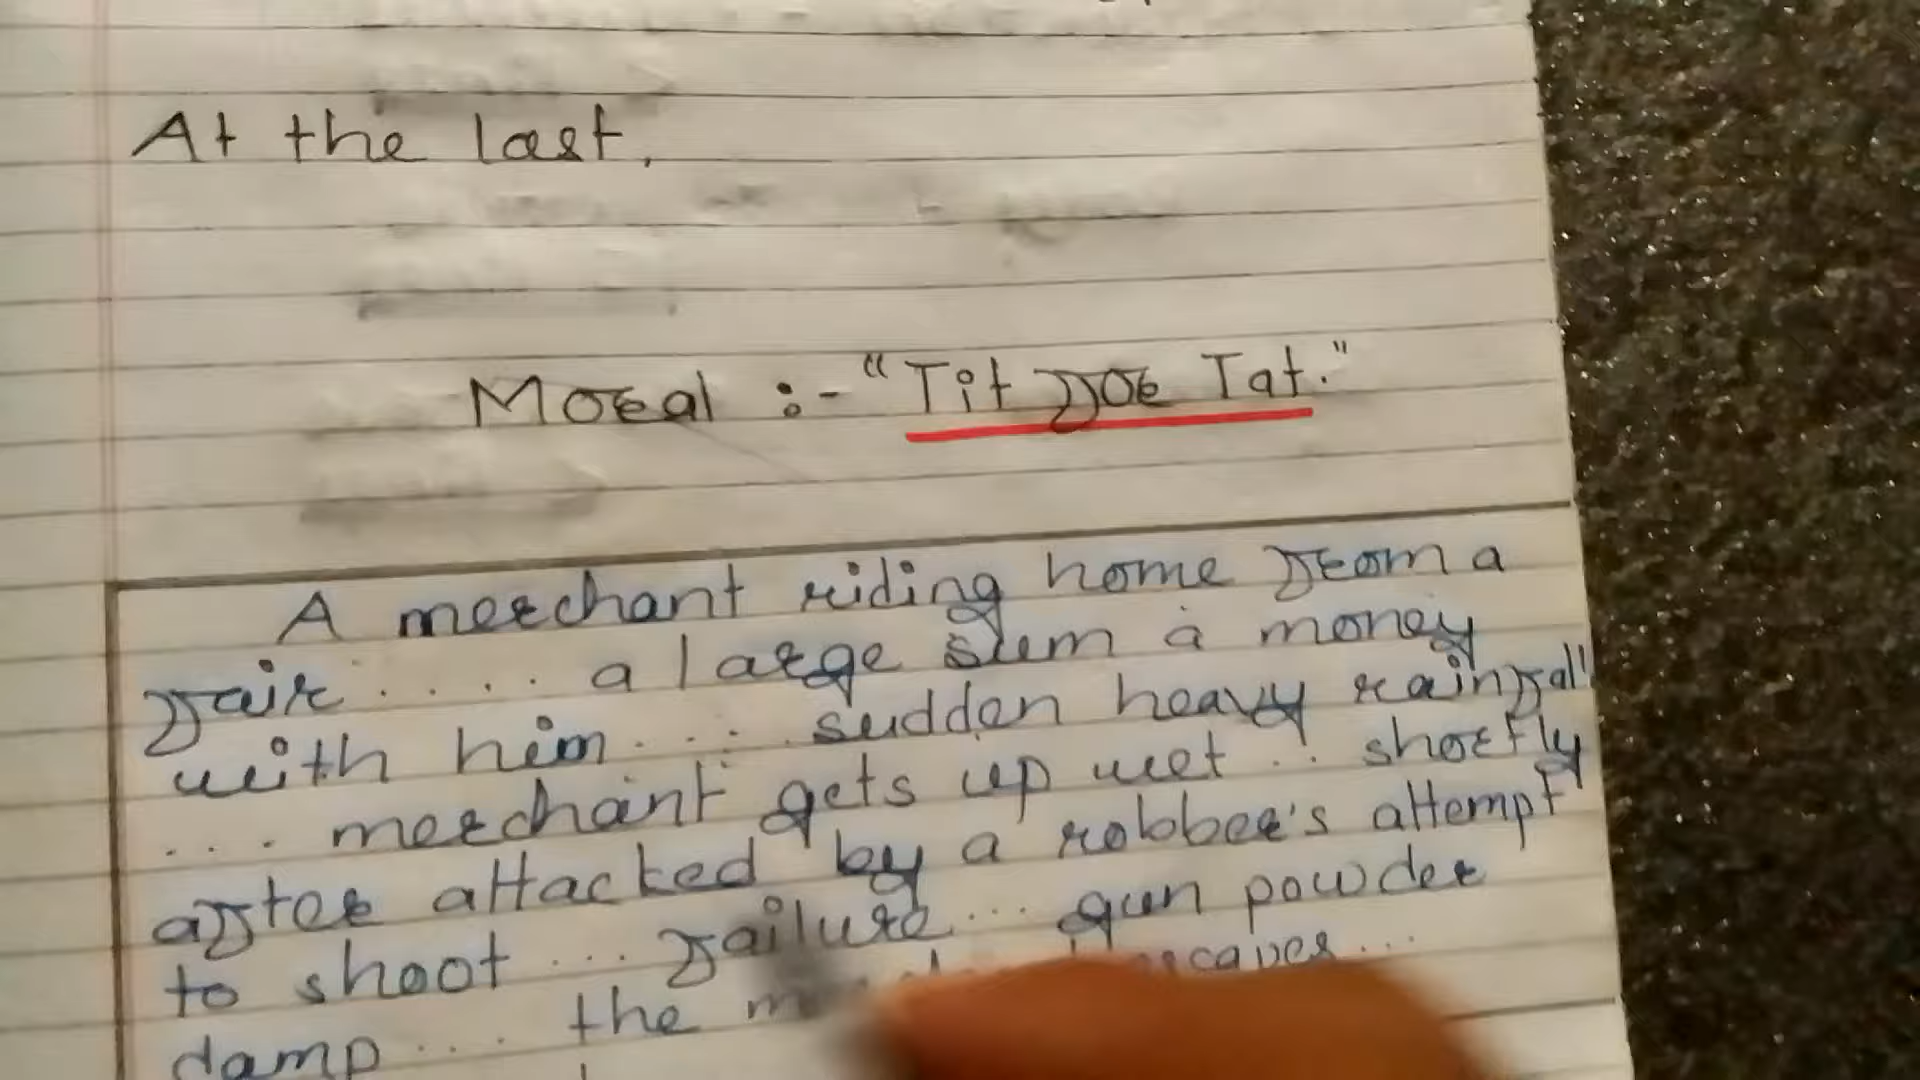 At the last,
Moral :- "Tit for Tat."
A merchant riding home from a
fair .... a large sum a money
with him.... sudden heavy rainfall
... merchant gets up wet .. shortly
after attacked by a robber's attempt
to shoot ... failure ... gun powder
damp .... the escapes ...